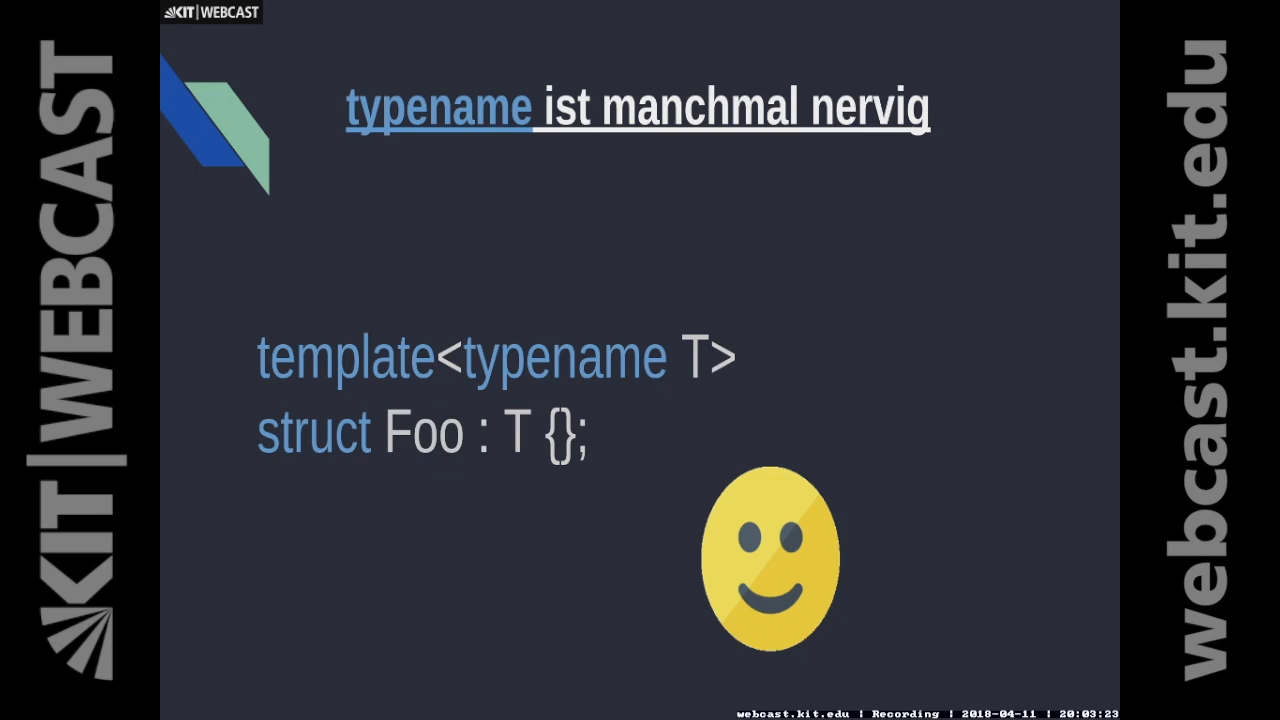 KIT | WEBCAST
typename ist manchmal nervig
template<typename T>
struct Foo : T {};
KIT | WEBCAST
webcast.kit.edu
webcast.kit.edu | Recording | 2018-04-11 | 20:03:23